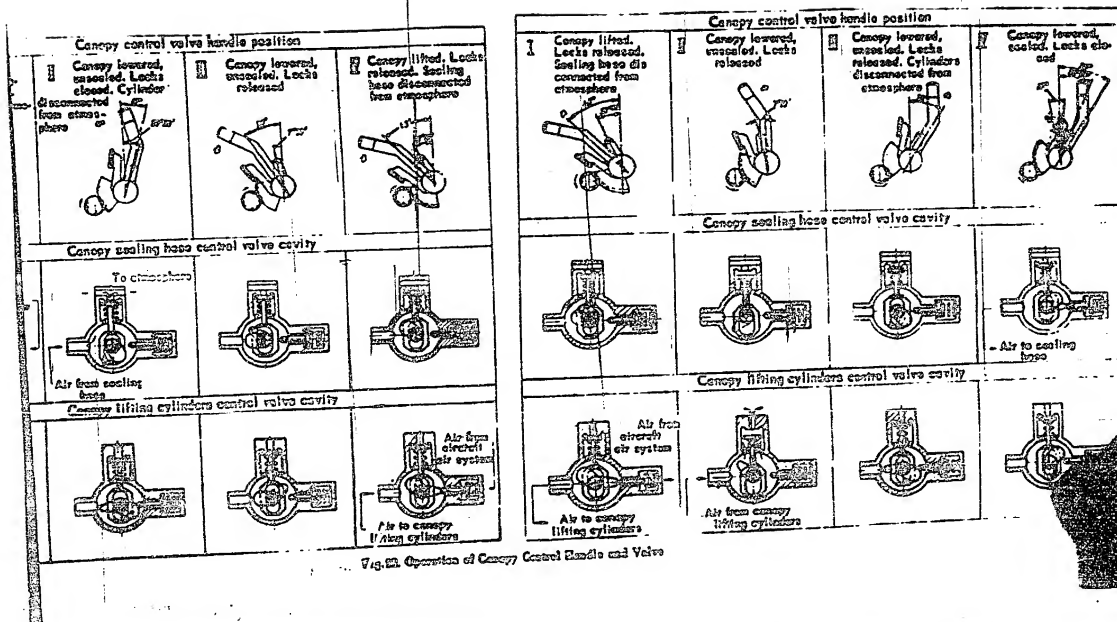 Canopy control valve handle position
Canopy lowered,
unsealed. Locks
closed. Cylinder
disconnected
from atmos-
phere
Canopy lowered,
unsealed. Locks
released
Canopy lifted. Locks
released. Sealing
hose disconnected
from atmosphere
Canopy sealing hose control valve cavity
To atmosphere
Air from sealing
hose
Canopy lifting cylinders control valve cavity
Air from
aircraft
air system
Air to canopy
lifting cylinders
Canopy control valve handle position
Canopy lifted.
Locks released.
Sealing hose dis
connected from
atmosphere
Canopy lowered,
unsealed. Locks
released
Canopy lowered,
unsealed. Locks
released. Cylinders
disconnected from
atmosphere
Canopy lowered,
sealed. Locks clo-
sed
Canopy sealing hose control valve cavity
Air to sealing
hose
Canopy lifting cylinders control valve cavity
Air from
aircraft
air system
Air to canopy
lifting cylinders
Air from canopy
lifting cylinders
Operation of Canopy Control Handle and Valve